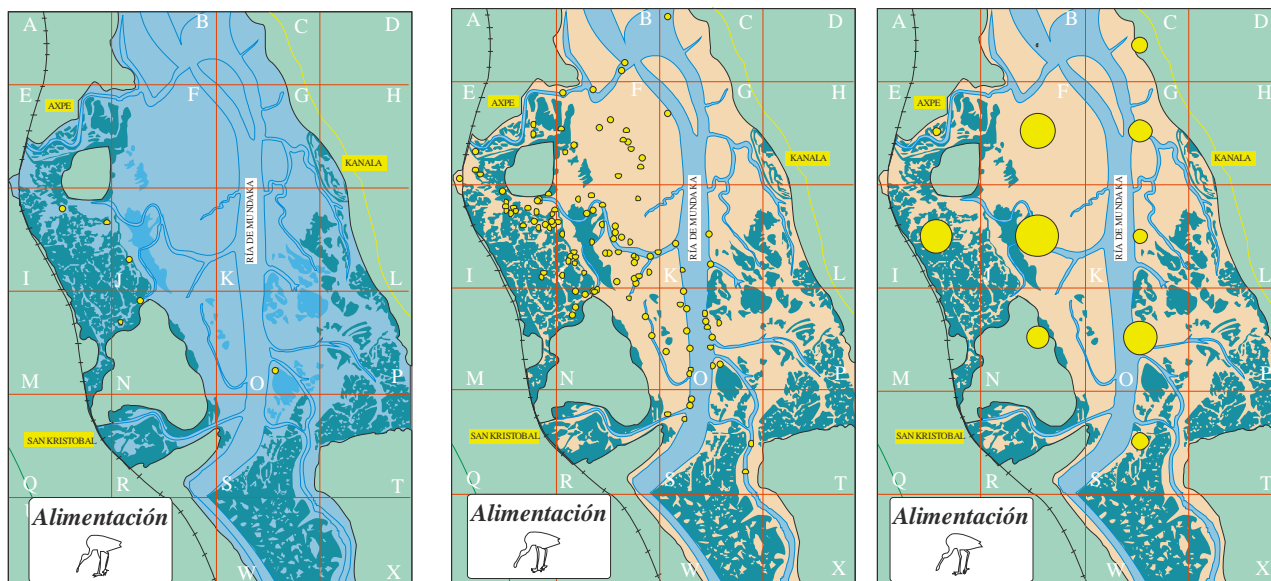 A B C D
E F G H
AXPE
KANALA
RÍA DE MUNDAKA
I J K L
M N O P
SAN KRISTOBAL
Q R S T
U
Alimentación
W X
A B C D
E F G H
AXPE
KANALA
RÍA DE MUNDAKA
I J K L
M N O P
SAN KRISTOBAL
Q R S T
Alimentación
W X
A B C D
E F G H
AXPE
KANALA
RÍA DE MUNDAKA
I J K L
M N O P
SAN KRISTOBAL
Q R S T
Alimentación
W X